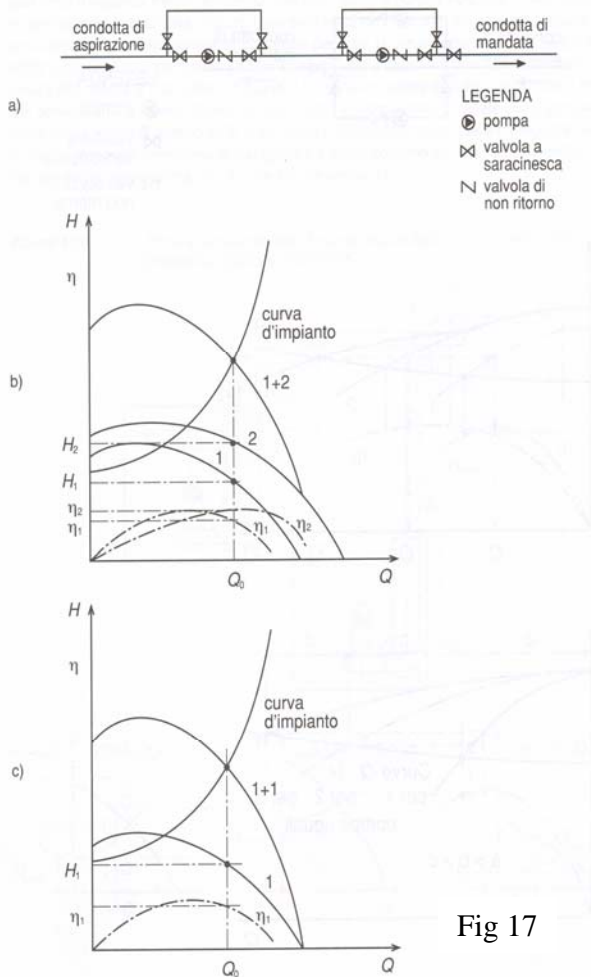 condotta di
aspirazione
condotta di
mandata
a)
LEGENDA
pompa
valvola a
saracinesca
valvola di
non ritorno
H
η
curva
d'impianto
b)
1+2
H₂
2
1
H₁
η₂
η₁
η₁
η₂
Q₀
Q
H
η
curva
d'impianto
c)
1+1
H₁
1
η₁
η₁
Q₀
Q
Fig 17